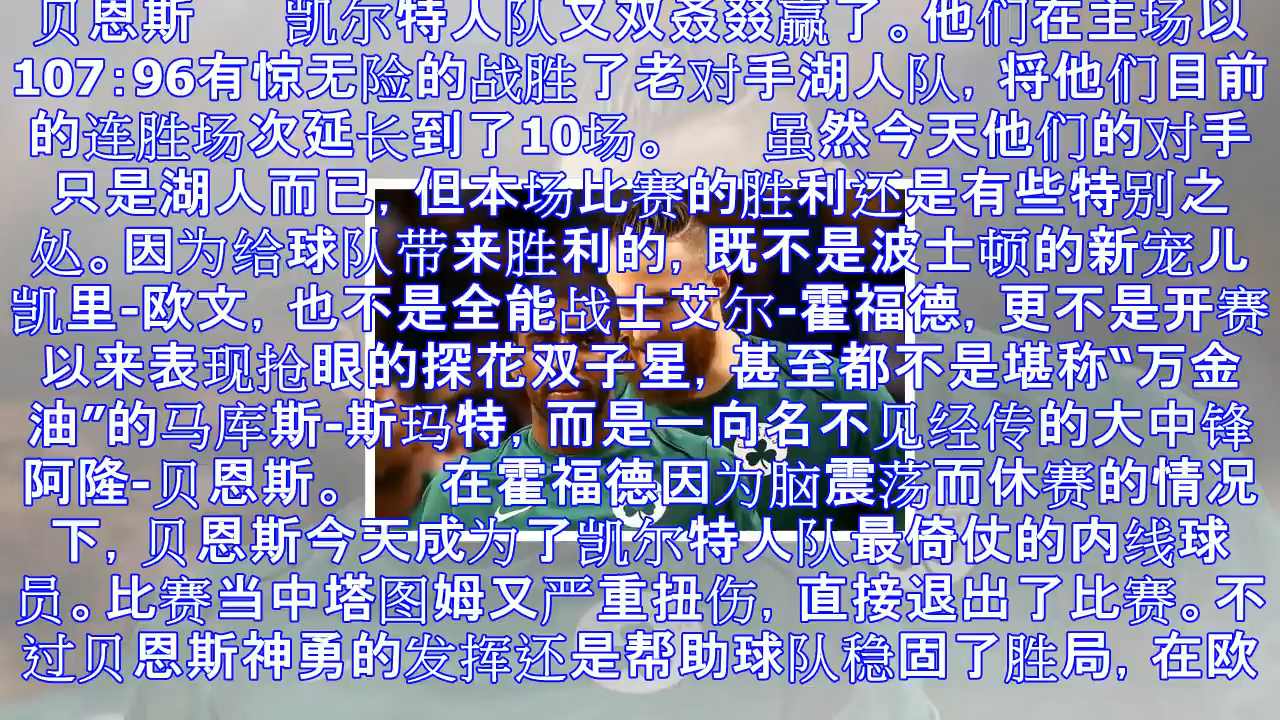 贝恩斯　　凯尔特人队又双叒叕赢了。他们在主场以
107:96有惊无险的战胜了老对手湖人队, 将他们目前
的连胜场次延长到了10场。　　虽然今天他们的对手
只是湖人而已, 但本场比赛的胜利还是有些特别之
处。因为给球队带来胜利的, 既不是波士顿的新宠儿
凯里-欧文, 也不是全能战士艾尔-霍福德, 更不是开赛
以来表现抢眼的探花双子星, 甚至都不是堪称“万金
油”的马库斯-斯玛特, 而是一向名不见经传的大中锋
阿隆-贝恩斯。　　在霍福德因为脑震荡而休赛的情况
下, 贝恩斯今天成为了凯尔特人队最倚仗的内线球
员。比赛当中塔图姆又严重扭伤, 直接退出了比赛。不
过贝恩斯神勇的发挥还是帮助球队稳固了胜局, 在欧